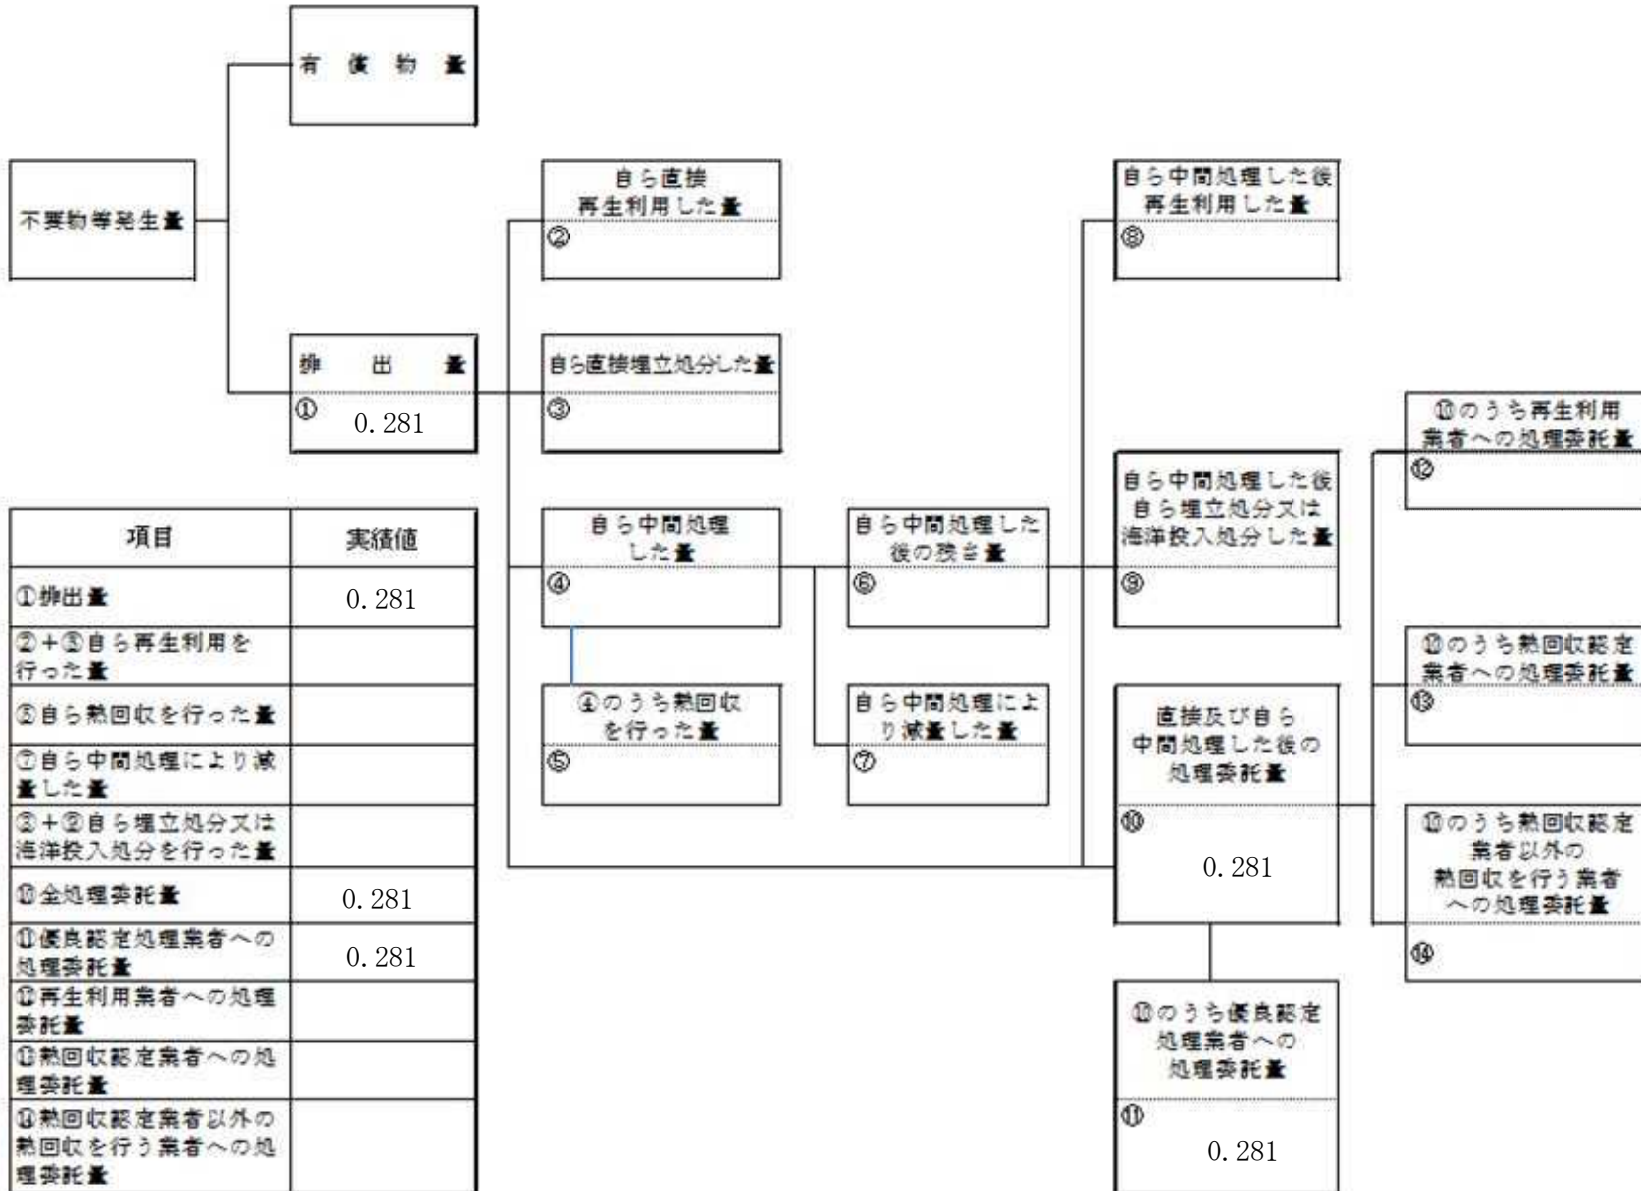 有償物量
不要物等発生量
排出量
① 0.281
自ら直接
再生利用した量
②
自ら直接埋立処分した量
③
自ら中間処理
した量
④
④のうち熱回収
を行った量
⑤
自ら中間処理した
後の残さ量
⑥
自ら中間処理によ
り減量した量
⑦
自ら中間処理した後
再生利用した量
⑧
自ら中間処理した後
自ら埋立処分又は
海洋投入処分した量
⑨
直接及び自ら
中間処理した後の
処理委託量
⑩
0.281
⑩のうち優良認定
処理業者への
処理委託量
⑪
0.281
⑩のうち再生利用
業者への処理委託量
⑫
⑩のうち熱回収認定
業者への処理委託量
⑬
⑩のうち熱回収認定
業者以外の
熱回収を行う業者
への処理委託量
⑭
項目 実績値
①排出量 0.281
②+⑧自ら再生利用を
行った量
⑤自ら熱回収を行った量
⑦自ら中間処理により減
量した量
③+⑨自ら埋立処分又は
海洋投入処分を行った量
⑩全処理委託量 0.281
⑪優良認定処理業者への
処理委託量 0.281
⑫再生利用業者への処理
委託量
⑬熱回収認定業者への処
理委託量
⑭熱回収認定業者以外の
熱回収を行う業者への処
理委託量